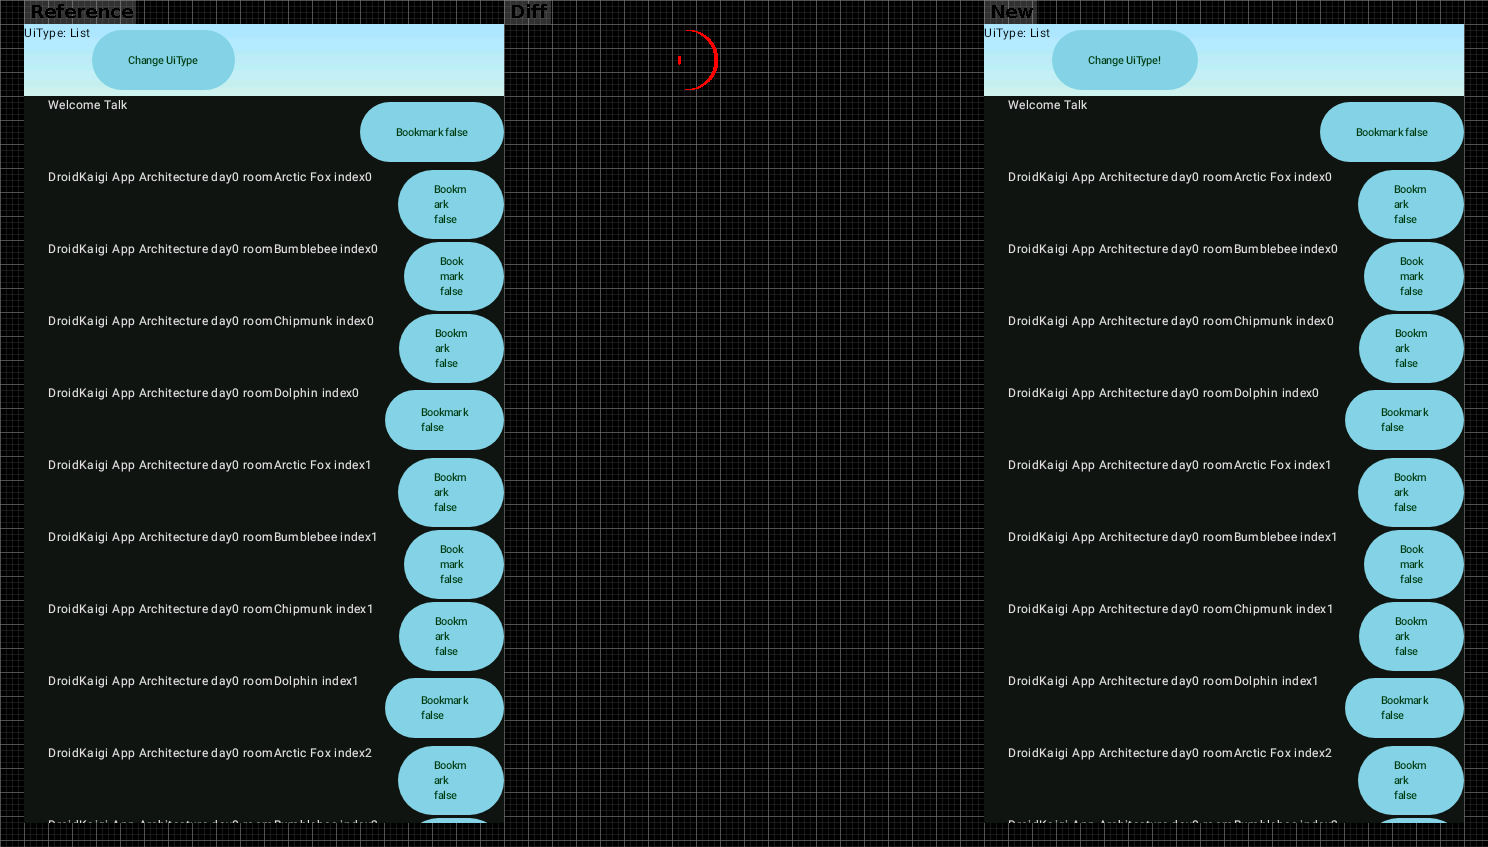 Reference
Diff
New
UiType: List
Change UiType
Welcome Talk
Bookmark false
DroidKaigi App Architecture day0 room Arctic Fox index0
Bookm
ark
false
DroidKaigi App Architecture day0 room Bumblebee index0
Book
mark
false
DroidKaigi App Architecture day0 room Chipmunk index0
Bookm
ark
false
DroidKaigi App Architecture day0 room Dolphin index0
Bookmark
false
DroidKaigi App Architecture day0 room Arctic Fox index1
Bookm
ark
false
DroidKaigi App Architecture day0 room Bumblebee index1
Book
mark
false
DroidKaigi App Architecture day0 room Chipmunk index1
Bookm
ark
false
DroidKaigi App Architecture day0 room Dolphin index1
Bookmark
false
DroidKaigi App Architecture day0 room Arctic Fox index2
Bookm
ark
false
UiType: List
Change UiType!
Welcome Talk
Bookmark false
DroidKaigi App Architecture day0 room Arctic Fox index0
Bookm
ark
false
DroidKaigi App Architecture day0 room Bumblebee index0
Book
mark
false
DroidKaigi App Architecture day0 room Chipmunk index0
Bookm
ark
false
DroidKaigi App Architecture day0 room Dolphin index0
Bookmark
false
DroidKaigi App Architecture day0 room Arctic Fox index1
Bookm
ark
false
DroidKaigi App Architecture day0 room Bumblebee index1
Book
mark
false
DroidKaigi App Architecture day0 room Chipmunk index1
Bookm
ark
false
DroidKaigi App Architecture day0 room Dolphin index1
Bookmark
false
DroidKaigi App Architecture day0 room Arctic Fox index2
Bookm
ark
false